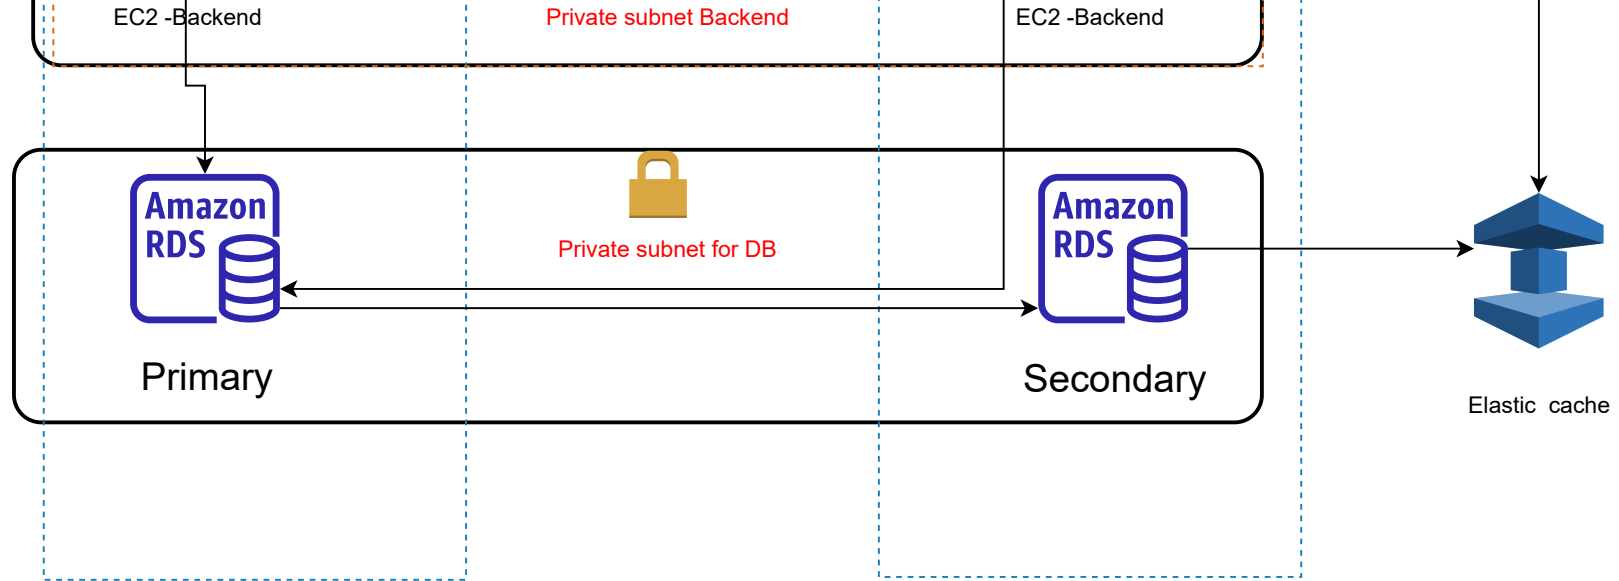 EC2 -Backend
Private subnet Backend
EC2 -Backend
Amazon
RDS
Private subnet for DB
Amazon
RDS
Primary
Secondary
Elastic  cache